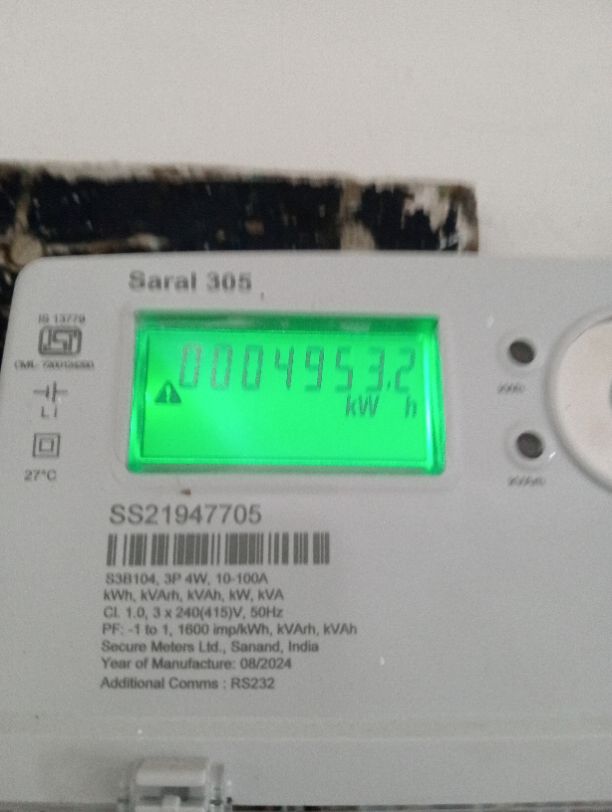 Saral 305
IS 13779
0004953.2
kW h
L I
27°C
SS21947705
S3B104, 3P 4W, 10-100A
kWh, kVArh, kVAh, kW, kVA
Cl. 1.0, 3 x 240(415)V, 50Hz
PF: -1 to 1, 1600 imp/kWh, kVArh, kVAh
Secure Meters Ltd., Sanand, India
Year of Manufacture: 08/2024
Additional Comms : RS232